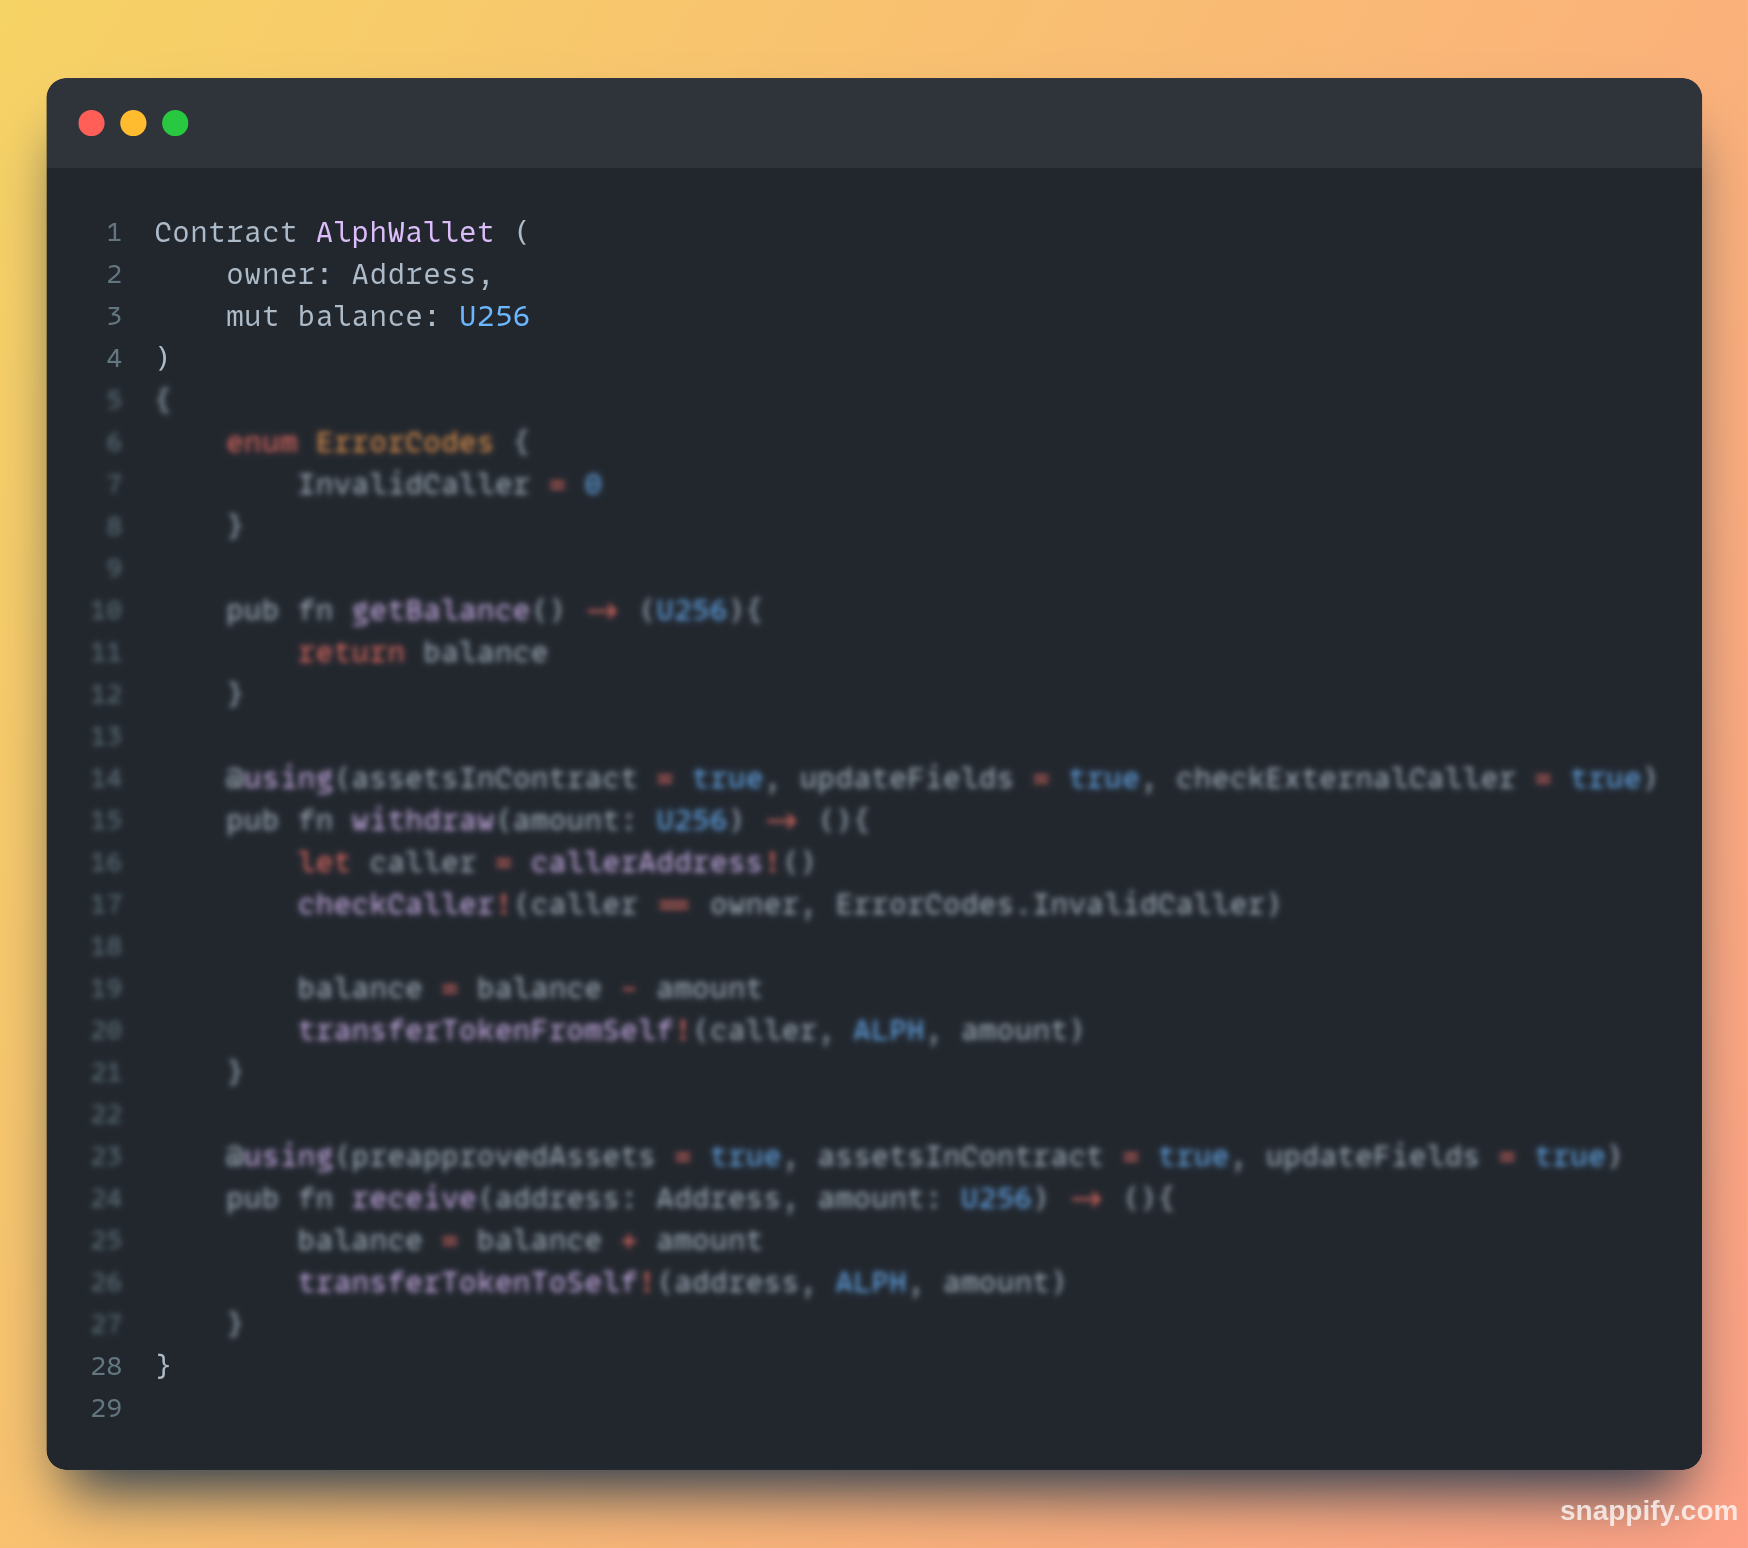 1 Contract AlphWallet (
2     owner: Address,
3     mut balance: U256
4 )
5 {
6     enum ErrorCodes {
7         InvalidCaller = 0
8     }
9
10     pub fn getBalance() -> (U256){
11         return balance
12     }
13
14     @using(assetsInContract = true, updateFields = true, checkExternalCaller = true)
15     pub fn withdraw(amount: U256) -> (){
16         let caller = callerAddress!()
17         checkCaller!(caller == owner, ErrorCodes.InvalidCaller)
18
19         balance = balance - amount
20         transferTokenFromSelf!(caller, ALPH, amount)
21     }
22
23     @using(preapprovedAssets = true, assetsInContract = true, updateFields = true)
24     pub fn receive(address: Address, amount: U256) -> (){
25         balance = balance + amount
26         transferTokenToSelf!(address, ALPH, amount)
27     }
28 }
29
snappify.com